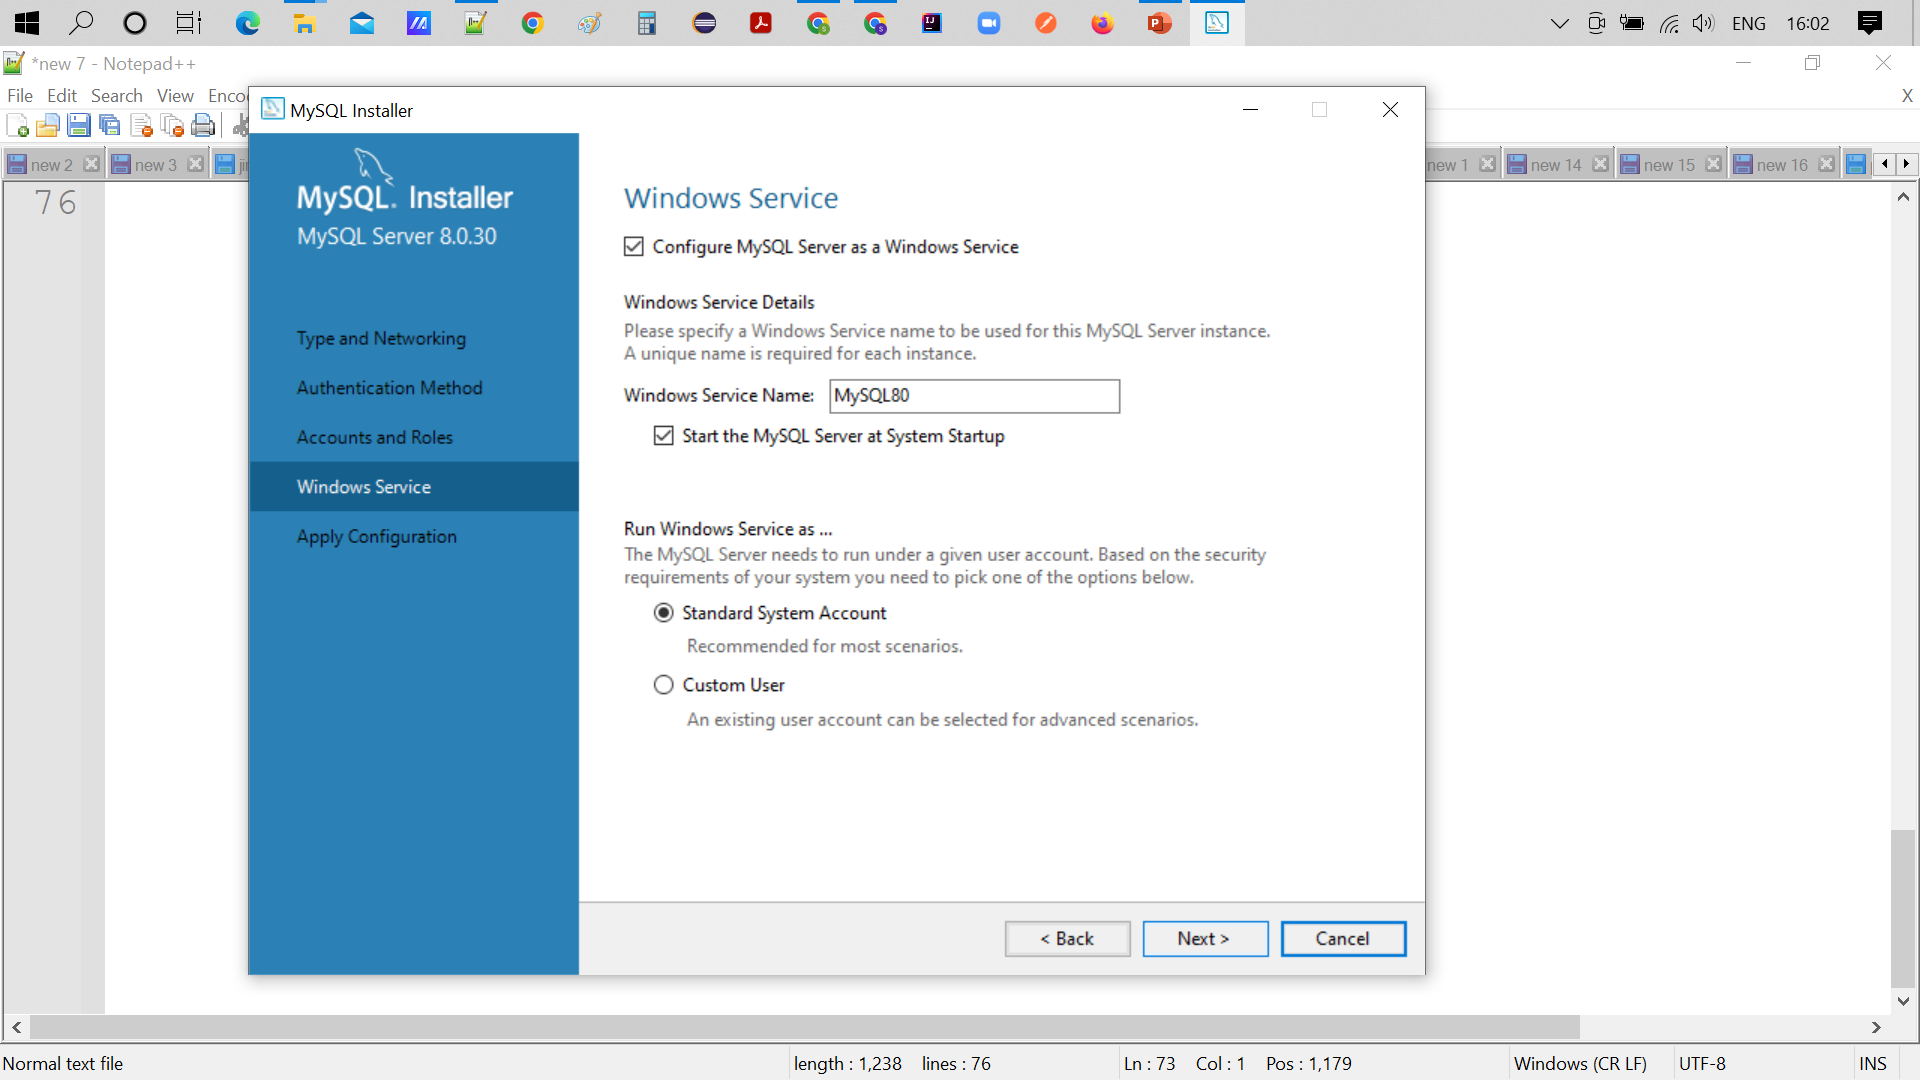 ENG 16:02
*new 7 - Notepad++
File Edit Search View
X
new 2 new 3 new 1 new 14 new 15 new 16
76
MySQL Installer
MySQL. Installer
MySQL Server 8.0.30
Type and Networking
Authentication Method
Accounts and Roles
Windows Service
Apply Configuration
Windows Service
Configure MySQL Server as a Windows Service
Windows Service Details
Please specify a Windows Service name to be used for this MySQL Server instance.
A unique name is required for each instance.
Windows Service Name: MySQL80
Start the MySQL Server at System Startup
Run Windows Service as ...
The MySQL Server needs to run under a given user account. Based on the security
requirements of your system you need to pick one of the options below.
Standard System Account
Recommended for most scenarios.
Custom User
An existing user account can be selected for advanced scenarios.
< Back Next > Cancel
Normal text file length : 1,238 lines : 76 Ln : 73 Col : 1 Pos : 1,179 Windows (CR LF) UTF-8 INS